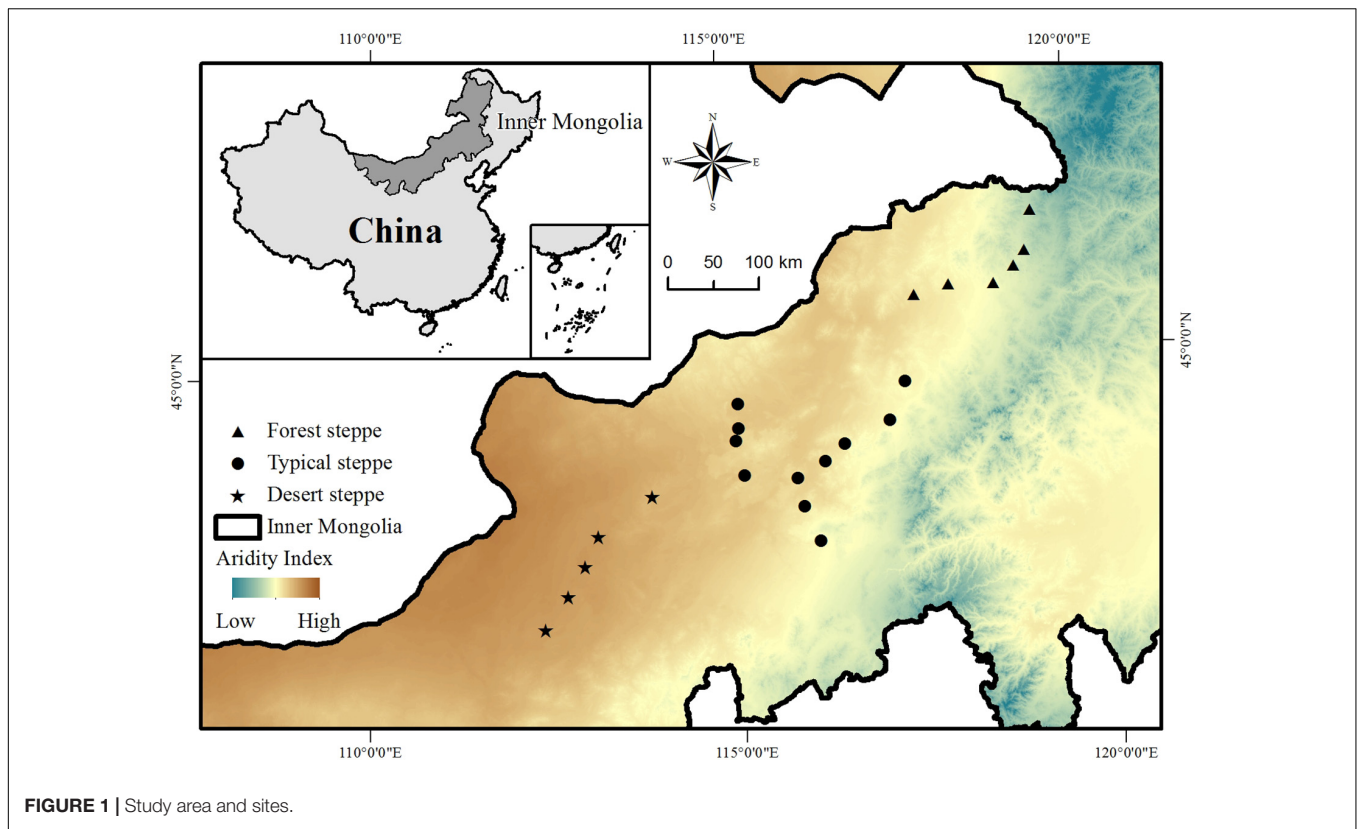 110°0'0"E
115°0'0"E
120°0'0"E
Inner Mongolia
China
N
W
E
S
0 50 100 km
45°0'0"N
45°0'0"N
Forest steppe
Typical steppe
Desert steppe
Inner Mongolia
Aridity Index
Low High
110°0'0"E
115°0'0"E
120°0'0"E
FIGURE 1 | Study area and sites.